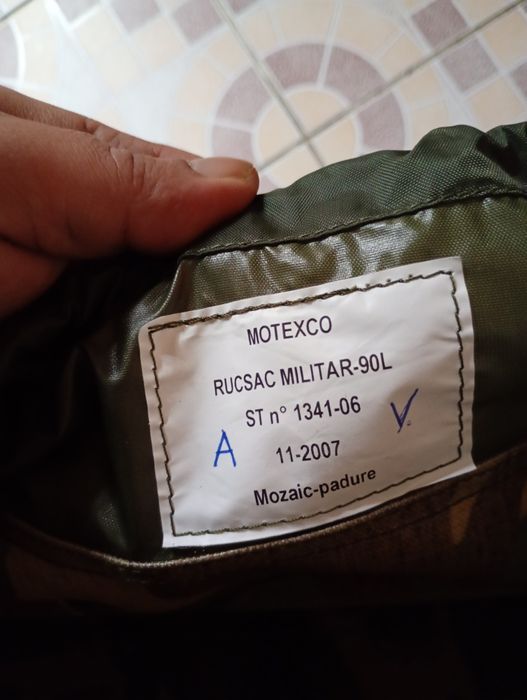 MOTEXCO
RUCSAC MILITAR-90L
ST n° 1341-06
A 11-2007 V
Mozaic-padure